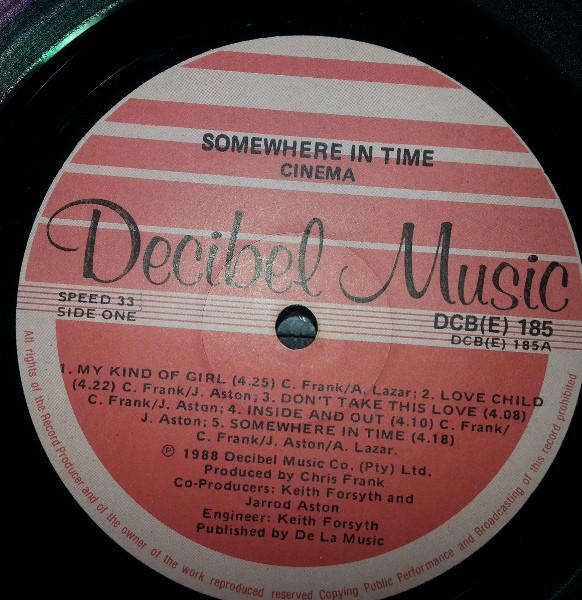 SOMEWHERE IN TIME
CINEMA
Decibel Music
SPEED 33
SIDE ONE
DCB(E) 185
DCB(E) 185A
1. MY KIND OF GIRL (4.25) C. Frank/A. Lazar; 2. LOVE CHILD
(4.22) C. Frank/J. Aston; 3. DON'T TAKE THIS LOVE (4.08)
C. Frank/J. Aston; 4. INSIDE AND OUT (4.10) C. Frank/
J. Aston; 5. SOMEWHERE IN TIME (4.18)
C. Frank/J. Aston/A. Lazar.
℗ 1988 Decibel Music Co. (Pty) Ltd.
Produced by Chris Frank
Co-Producers: Keith Forsyth and
Jarrod Aston
Engineer: Keith Forsyth
Published by De La Music
All rights of the Record Producer and of the owner of the work reproduced reserved Copying Public Performance and Broadcasting of this record prohibited